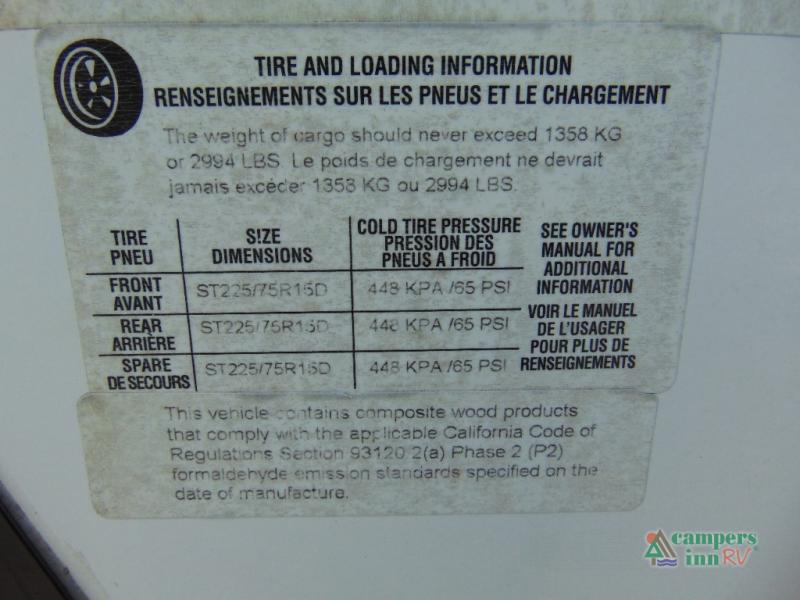 TIRE AND LOADING INFORMATION
RENSEIGNEMENTS SUR LES PNEUS ET LE CHARGEMENT
The weight of cargo should never exceed 1358 KG
or 2994 LBS. Le poids de chargement ne devrait
jamais excéder 1358 KG ou 2994 LBS.
TIRE
PNEU
SIZE
DIMENSIONS
COLD TIRE PRESSURE
PRESSION DES
PNEUS A FROID
SEE OWNER'S
MANUAL FOR
ADDITIONAL
INFORMATION
FRONT
AVANT
ST225/75R15D
448 KPA /65 PSI
REAR
ARRIÈRE
ST225/75R15D
448 KPA /65 PSI
VOIR LE MANUEL
DE L'USAGER
POUR PLUS DE
RENSEIGNEMENTS
SPARE
DE SECOURS
ST225/75R15D
448 KPA /65 PSI
This vehicle contains composite wood products
that comply with the applicable California Code of
Regulations Section 93120.2(a) Phase 2 (P2)
formaldehyde emission standards specified on the
date of manufacture.
campers
inn RV